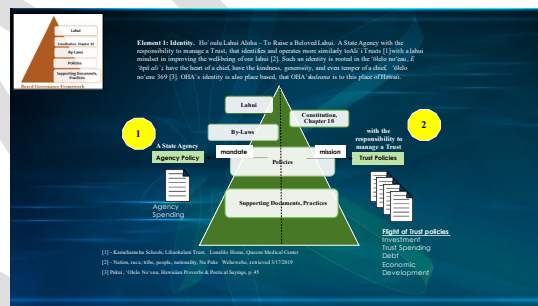 Lahui
Constitution, Chapter 10
By-Laws
Policies
Supporting Documents,
Practices
Board Governance Framework
Element 1: Identity. Ho`oulu Lahui Aloha – To Raise a Beloved Lahui. A State Agency with the
responsibility to manage a Trust, that identifies and operates more similarly toAli`i Trusts [1]with a lahui
mindset in improving the well-being of our lahui [2]. Such an identity is rooted in the ʻōlelo noʻeau, E
ʻōpū aliʻi; have the heart of a chief, have the kindness, generosity, and even temper of a chief, ʻōlelo
noʻeau 369 [3]. OHA's identity is also place based, that OHA'skuleana is to this place of Hawaii.
Lahui
Constitution,
Chapter 10
1
2
By-Laws
A State Agency
with the
responsibility to
manage a Trust
Agency Policy
mandate
mission
Trust Policies
Policies
Supporting Documents, Practices
Agency
Spending
Flight of Trust policies
Investment
Trust Spending
Debt
Economic
Development
[1] - Kamehameha Schools, Liliuokalani Trust, Lunalilo Home, Queens Medical Center
[2] - Nation, race, tribe, people, nationality, Na Puke Wehewehe, retrieved 3/17/2019
[3] Pukui, ʻOlelo Noʻeau, Hawaiian Proverbs & Poetical Sayings, p. 45